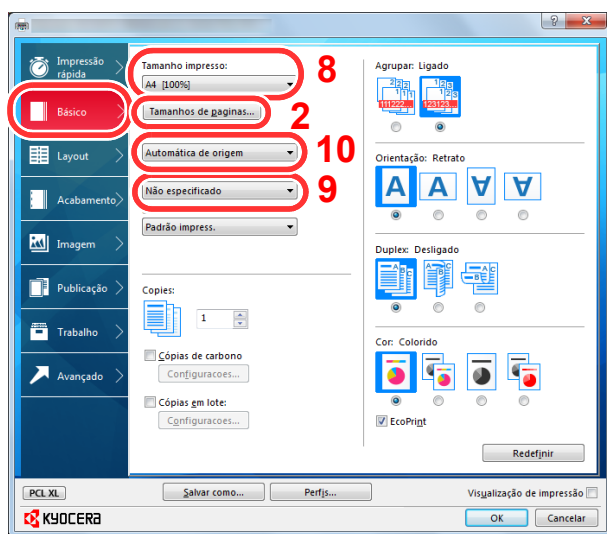 Impressão
rápida
Básico
Layout
Acabamento
Imagem
Publicação
Trabalho
Avançado
Tamanho impresso:
A4 [100%]
8
Tamanhos de paginas...
2
Automática de origem
10
Não especificado
9
Padrão impress.
Copies:
1
Cópias de carbono
Configuracoes...
Cópias em lote:
Configuracoes...
Agrupar: Ligado
111222
123123
Orientação: Retrato
A A A A
Duplex: Desligado
A B C
A B C
A B C
Cor: Colorido
EcoPrint
Redefinir
PCL XL
Salvar como...
Perfis...
Visualização de impressão
KYOCERA
OK
Cancelar